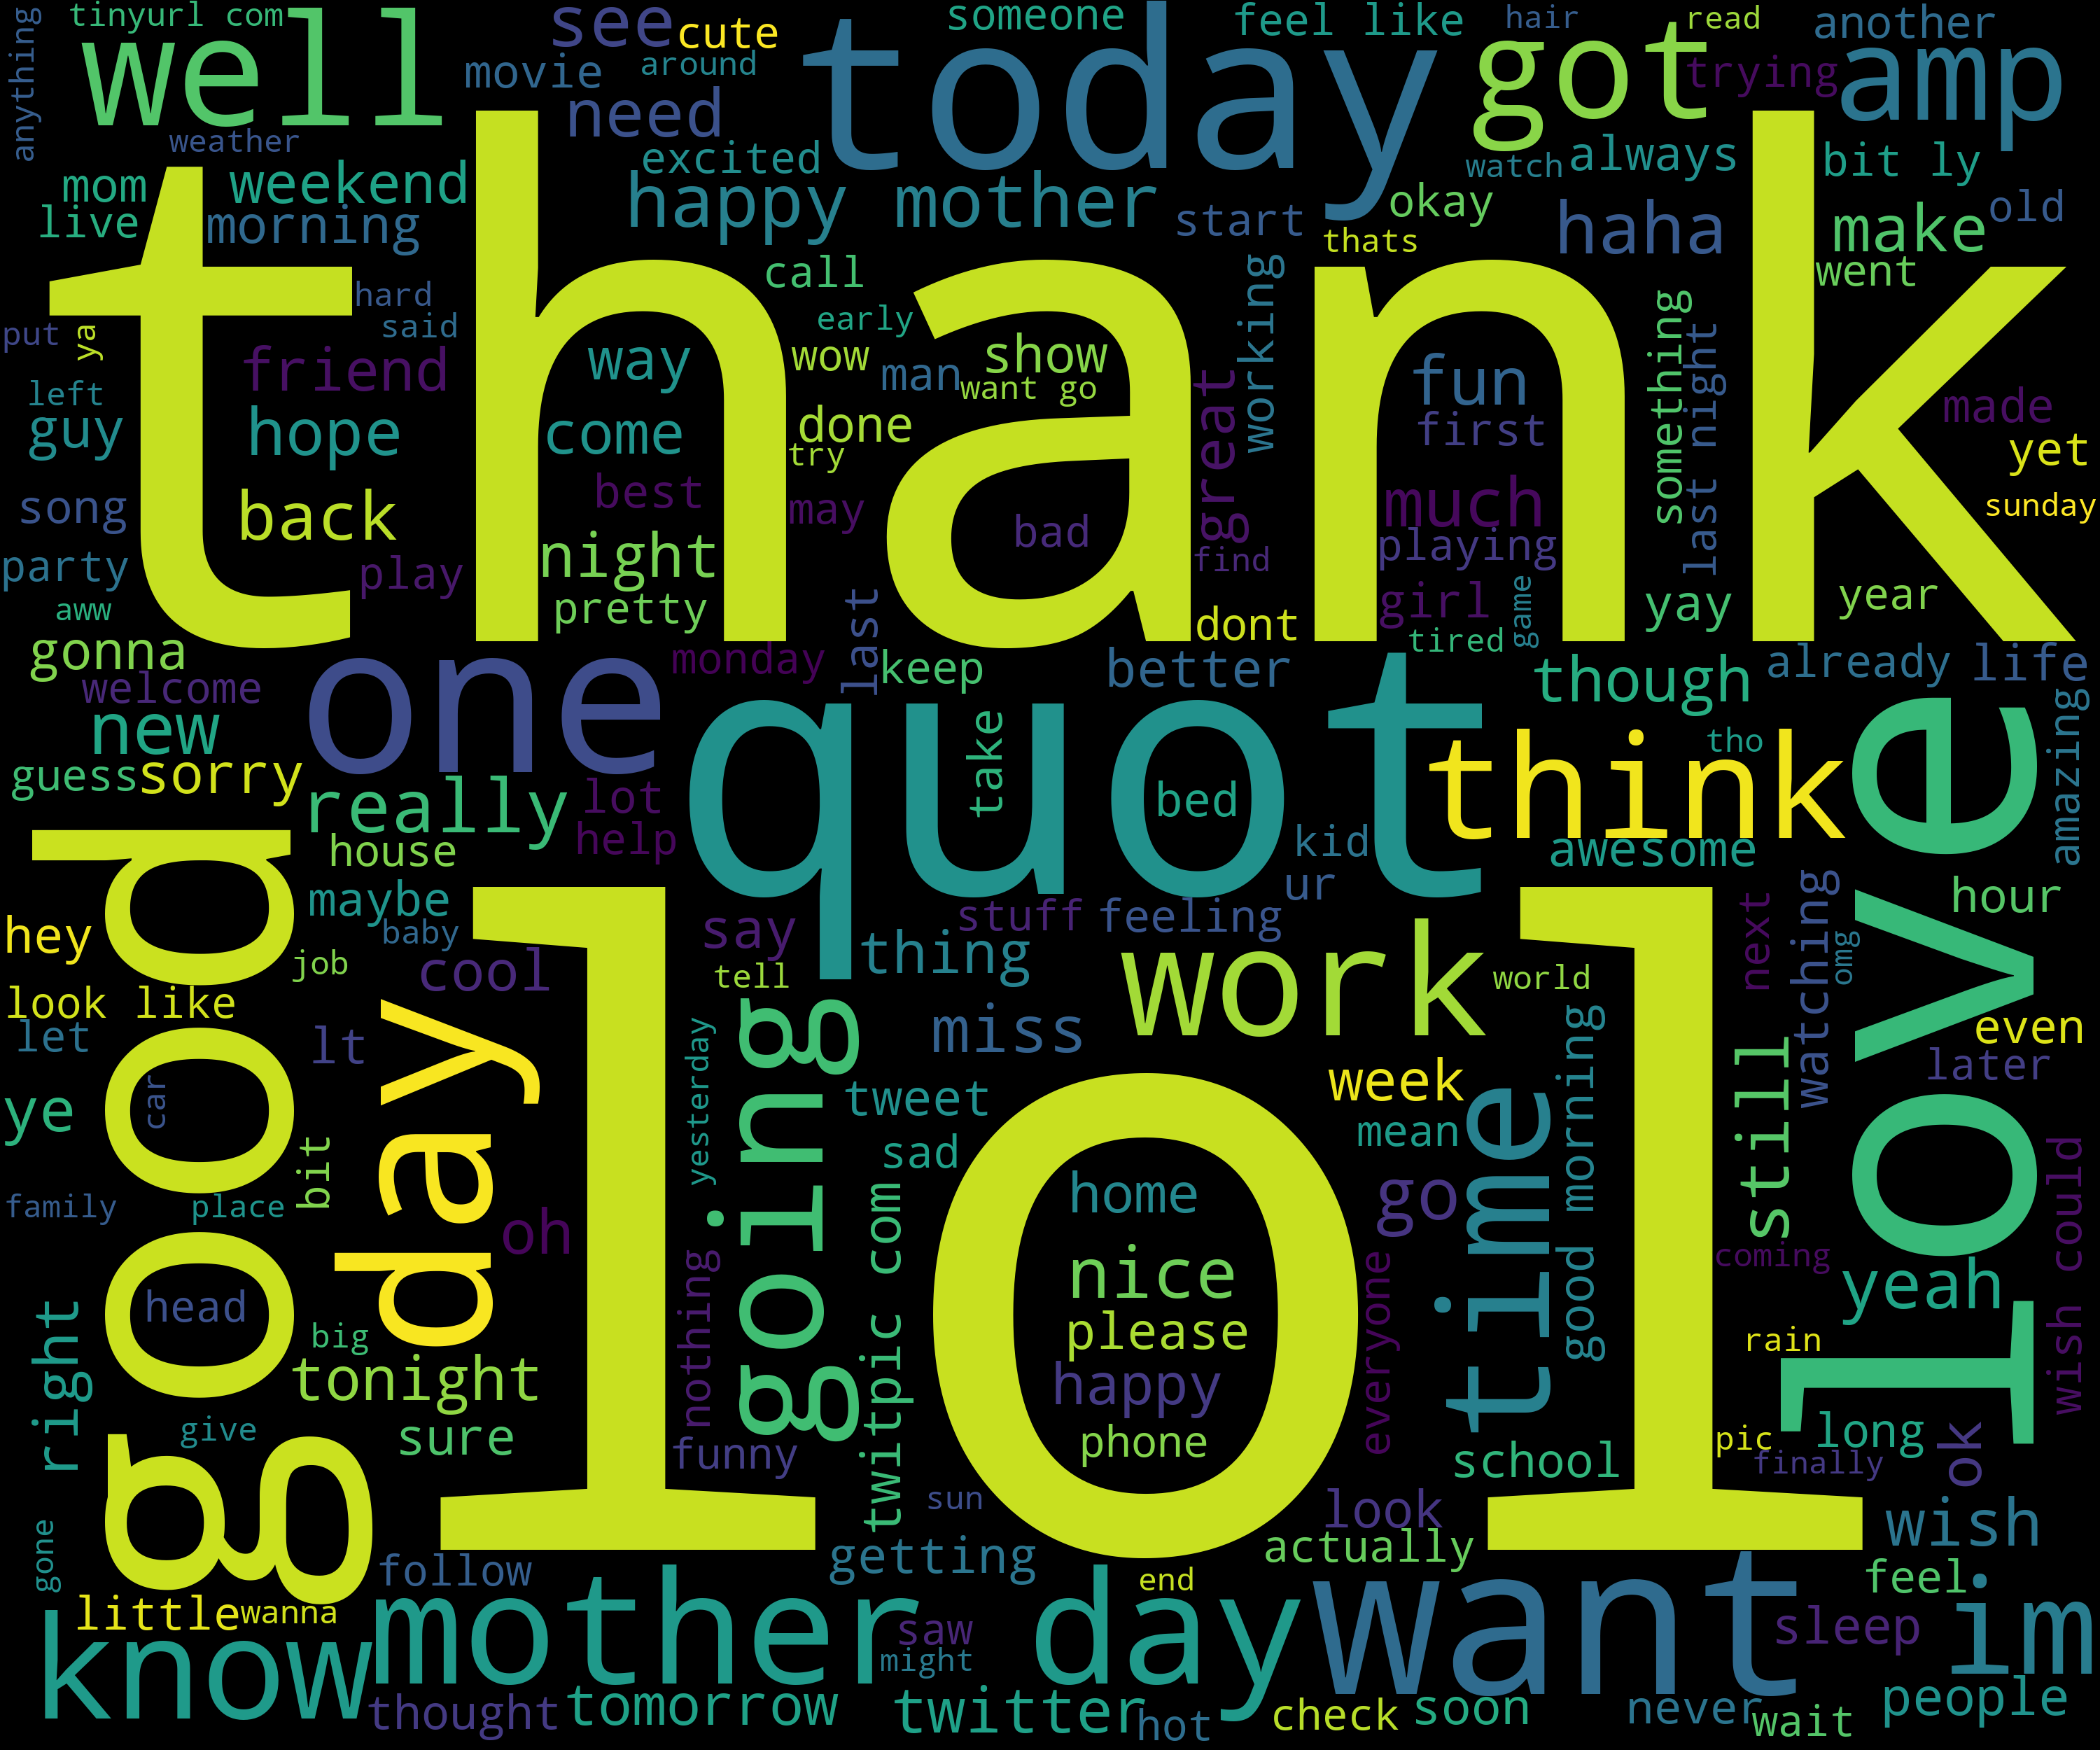 tinyurl com
see
cute
today
someone
feel like
hair
read
another
anything
well
movie
around
got
trying
amp
need
weather
excited
watch
always
bit ly
mom
weekend
happy
mother
okay
old
live
morning
start
thats
haha
make
thank
call
working
went
hard
put
ya
said
early
something
last night
friend
way
wow
man
show
fun
left
want go
great
first
made
guy
hope
come
done
try
yet
song
back
best
may
bad
much
sunday
party
play
night
find
playing
aww
pretty
last
dont
girl
game
yay
year
gonna
one
monday
keep
better
tired
though
already
life
welcome
new
quot
take
think
tho
amazing
guess
sorry
really
lot
bed
love
good
house
help
kid
awesome
maybe
lol
ur
next
watching
hour
hey
baby
say
stuff
feeling
omg
job
cool
thing
work
look like
tell
world
let
lt
day
going
yesterday
miss
even
ye
car
tweet
week
time
good morning
still
later
bit
sad
mean
wish could
family
place
oh
twitpic com
home
go
nothing
nice
everyone
coming
yeah
right
head
big
please
rain
tonight
happy
give
sure
funny
phone
school
pic
long
ok
finally
sun
look
wish
gone
follow
getting
actually
little
wanna
mother day
end
want
feel
know
saw
might
sleep
im
thought
tomorrow
twitter
hot
check
soon
never
wait
people